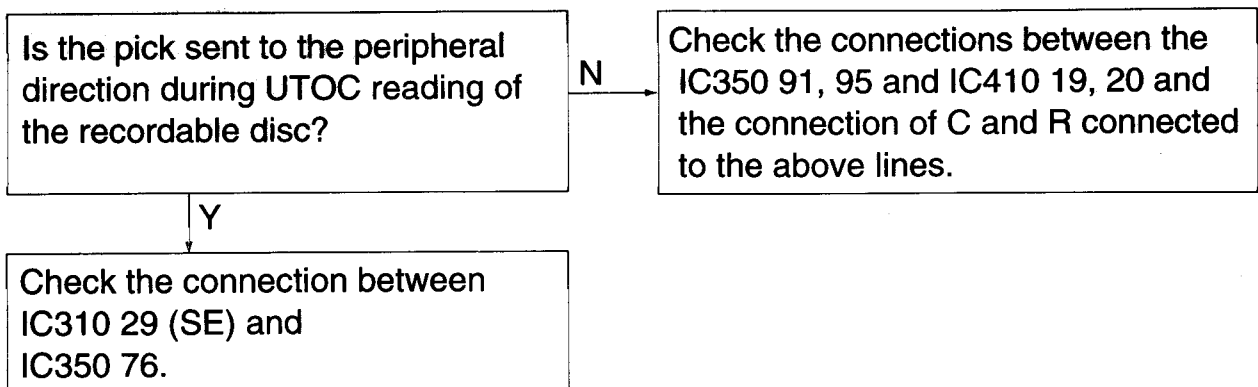 Is the pick sent to the peripheral
direction during UTOC reading of
the recordable disc?
N
Check the connections between the
IC350 91, 95 and IC410 19, 20 and
the connection of C and R connected
to the above lines.
Y
Check the connection between
IC310 29 (SE) and
IC350 76.